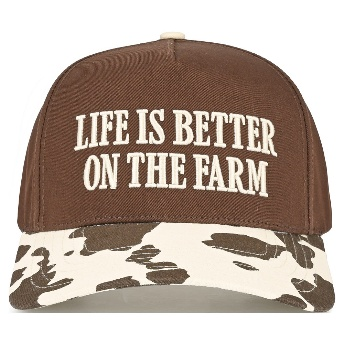 LIFE IS BETTER
ON THE FARM